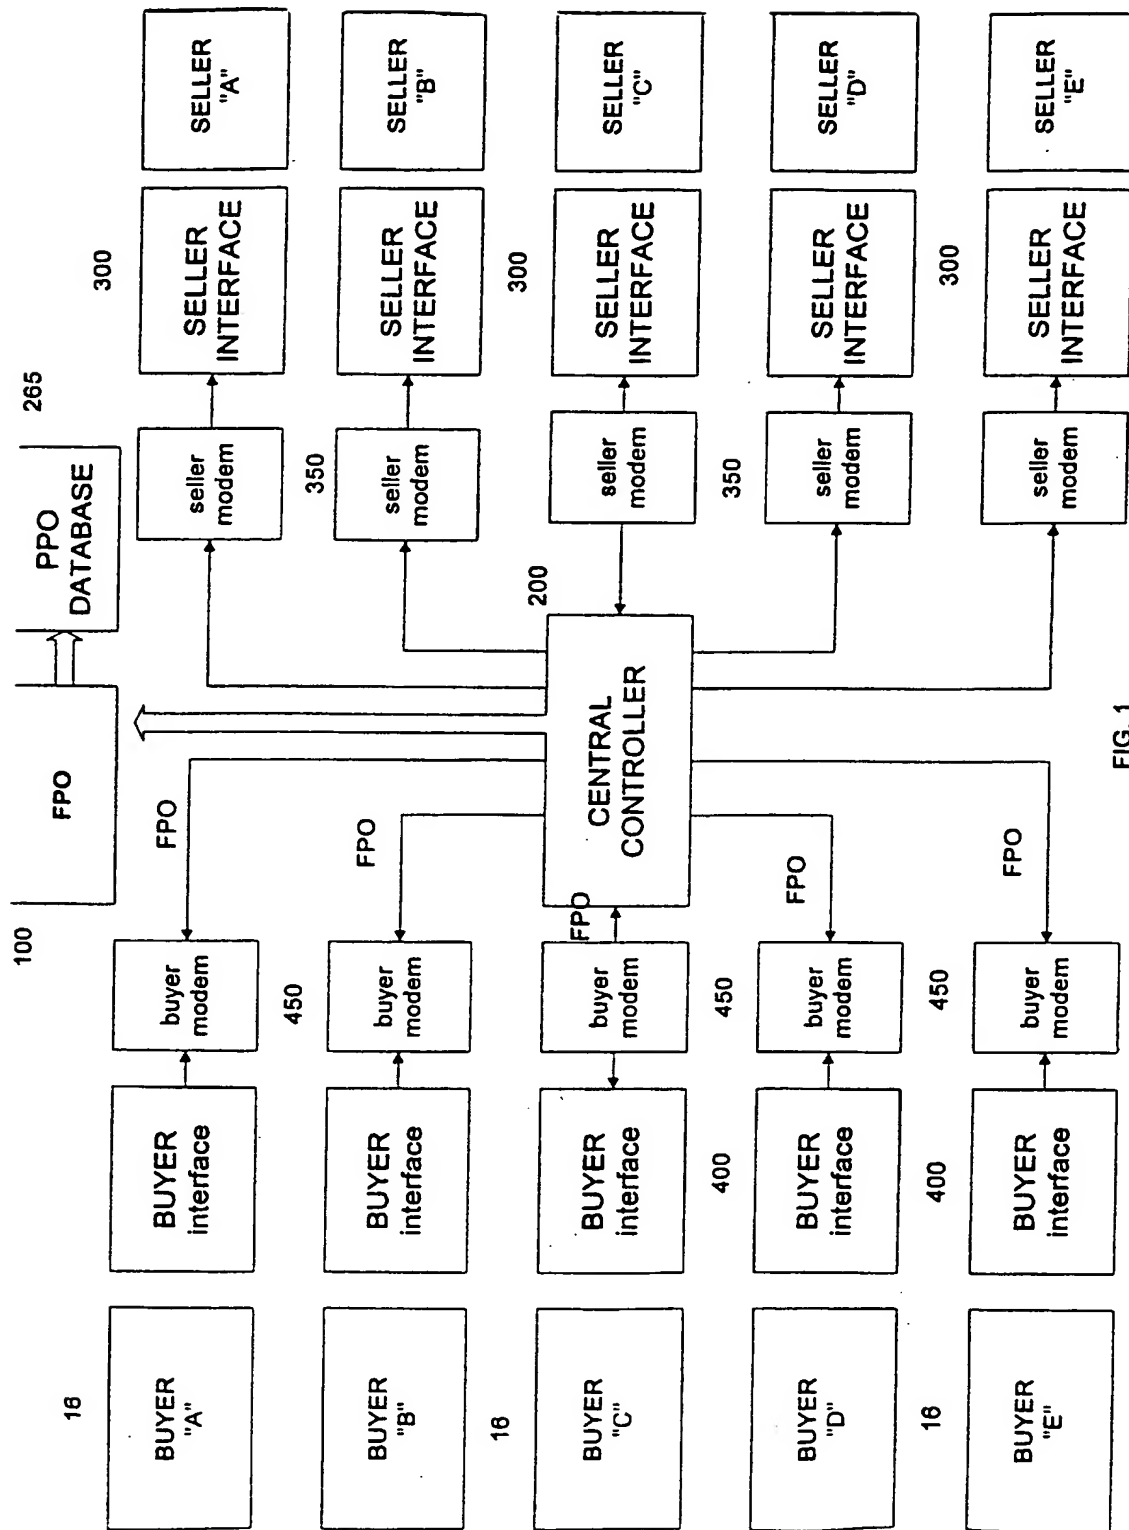 100
265
FPO
PPO
DATABASE
16
300
BUYER
"A"
BUYER
interface
buyer
modem
FPO
seller
modem
SELLER
INTERFACE
SELLER
"A"
450
350
BUYER
"B"
BUYER
interface
buyer
modem
FPO
seller
modem
SELLER
INTERFACE
SELLER
"B"
16
200
300
BUYER
"C"
BUYER
interface
buyer
modem
FPO
CENTRAL
CONTROLLER
seller
modem
SELLER
INTERFACE
SELLER
"C"
400
450
350
BUYER
"D"
BUYER
interface
buyer
modem
FPO
seller
modem
SELLER
INTERFACE
SELLER
"D"
16
400
450
300
BUYER
"E"
BUYER
interface
buyer
modem
FPO
seller
modem
SELLER
INTERFACE
SELLER
"E"
FIG. 1